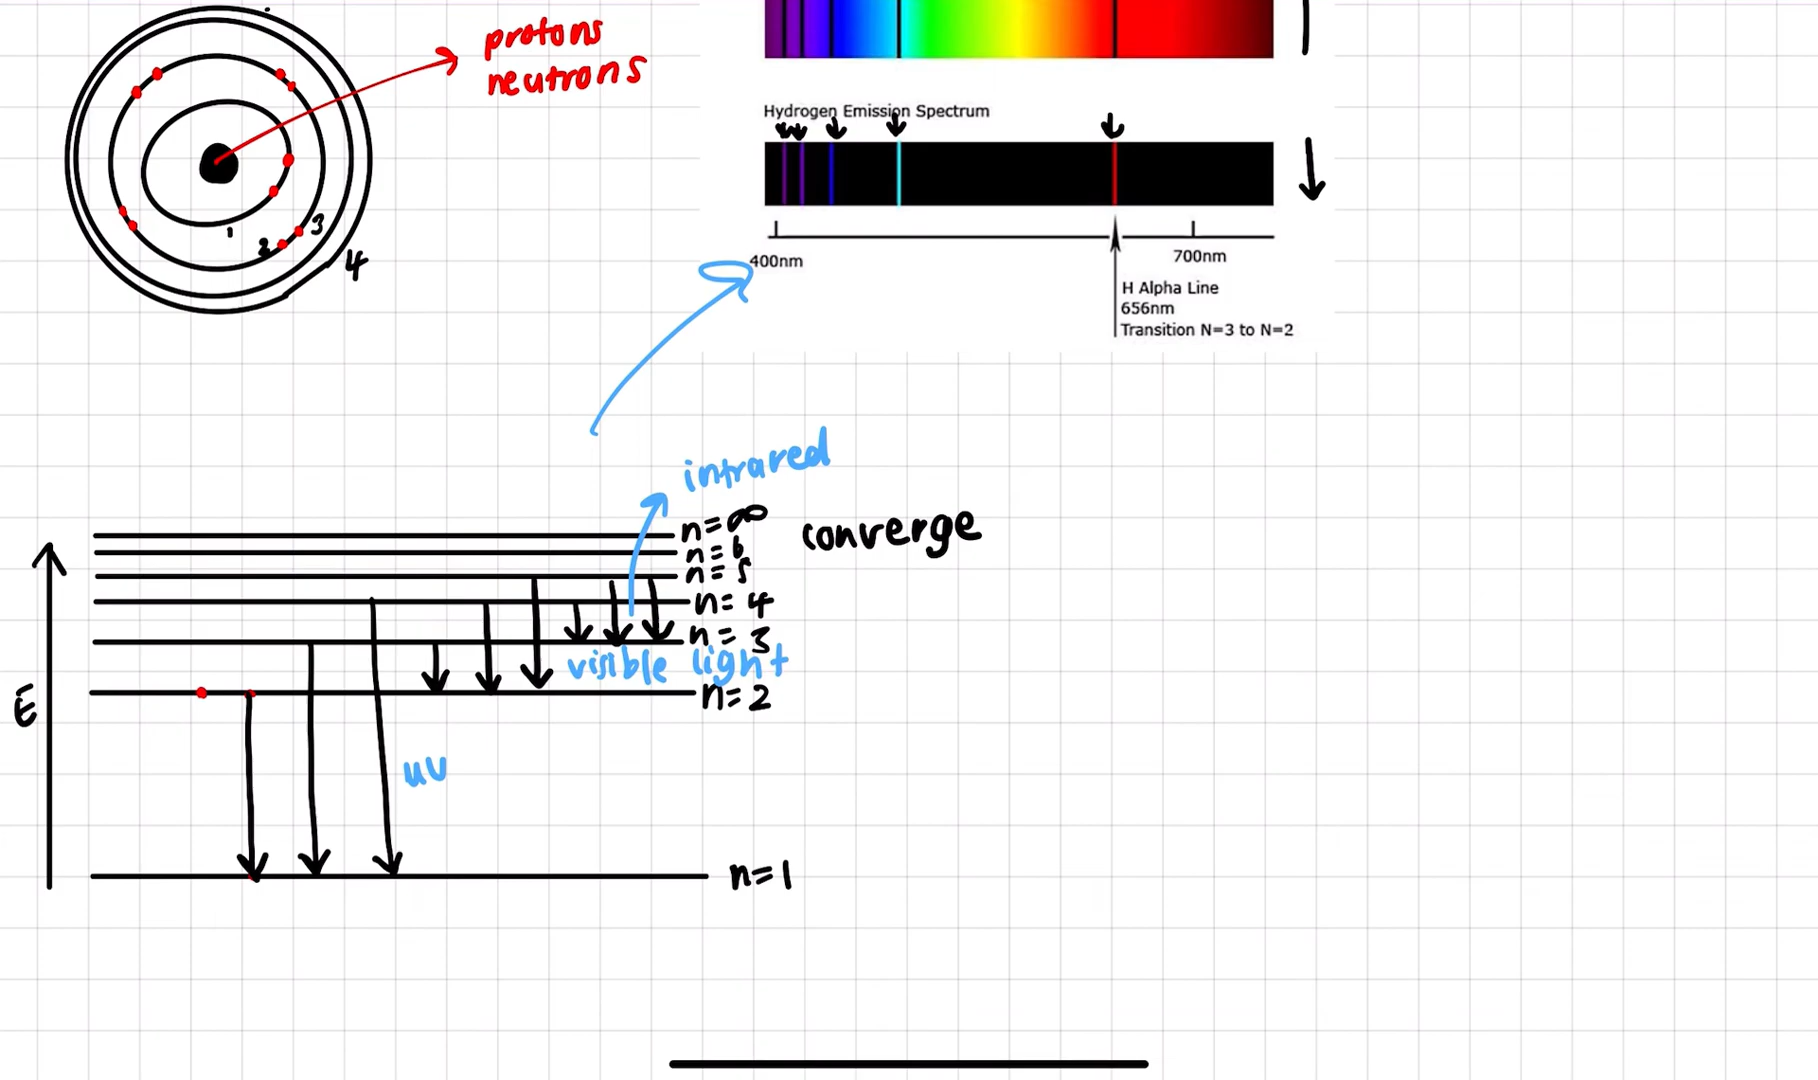 protons
neutrons
1
2
3
4
Hydrogen Emission Spectrum
400nm
700nm
H Alpha Line
656nm
Transition N=3 to N=2
infrared
n=∞
converge
n=6
n=5
n=4
n=3
visible light
n=2
E
uv
n=1